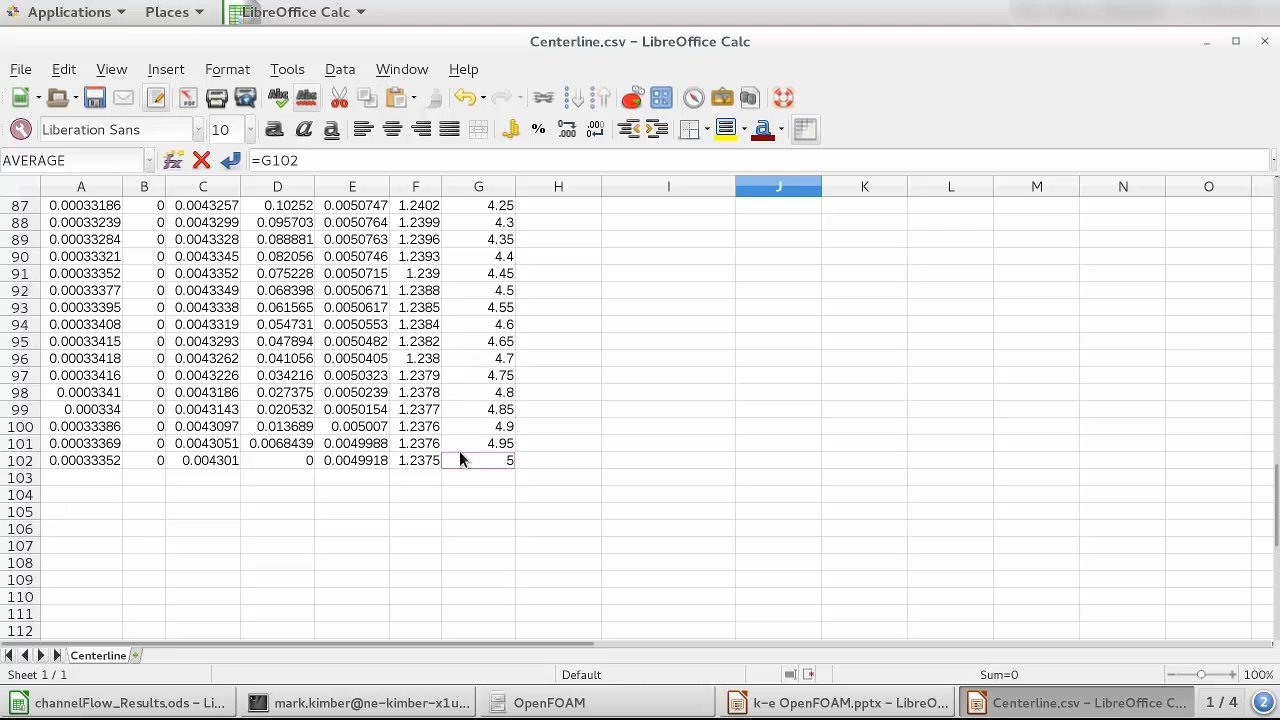 Applications Places LibreOffice Calc
Centerline.csv – LibreOffice Calc
File Edit View Insert Format Tools Data Window Help
Liberation Sans 10
AVERAGE =G102
A B C D E F G H I J K L M N O
87 0.00033186 0 0.0043257 0.10252 0.0050747 1.2402 4.25
88 0.00033239 0 0.0043299 0.095703 0.0050764 1.2399 4.3
89 0.00033284 0 0.0043328 0.088881 0.0050763 1.2396 4.35
90 0.00033321 0 0.0043345 0.082056 0.0050746 1.2393 4.4
91 0.00033352 0 0.0043352 0.075228 0.0050715 1.239 4.45
92 0.00033377 0 0.0043349 0.068398 0.0050671 1.2388 4.5
93 0.00033395 0 0.0043338 0.061565 0.0050617 1.2385 4.55
94 0.00033408 0 0.0043319 0.054731 0.0050553 1.2384 4.6
95 0.00033415 0 0.0043293 0.047894 0.0050482 1.2382 4.65
96 0.00033418 0 0.0043262 0.041056 0.0050405 1.238 4.7
97 0.00033416 0 0.0043226 0.034216 0.0050323 1.2379 4.75
98 0.0003341 0 0.0043186 0.027375 0.0050239 1.2378 4.8
99 0.000334 0 0.0043143 0.020532 0.0050154 1.2377 4.85
100 0.00033386 0 0.0043097 0.013689 0.005007 1.2376 4.9
101 0.00033369 0 0.0043051 0.0068439 0.0049988 1.2376 4.95
102 0.00033352 0 0.004301 0 0.0049918 1.2375 5
103
104
105
106
107
108
109
110
111
112
Centerline
Sheet 1 / 1 Default Sum=0 100%
channelFlow_Results.ods – Li... mark.kimber@ne-kimber-x1u... OpenFOAM k-e OpenFOAM.pptx – LibreO... Centerline.csv – LibreOffice C... 1 / 4 2